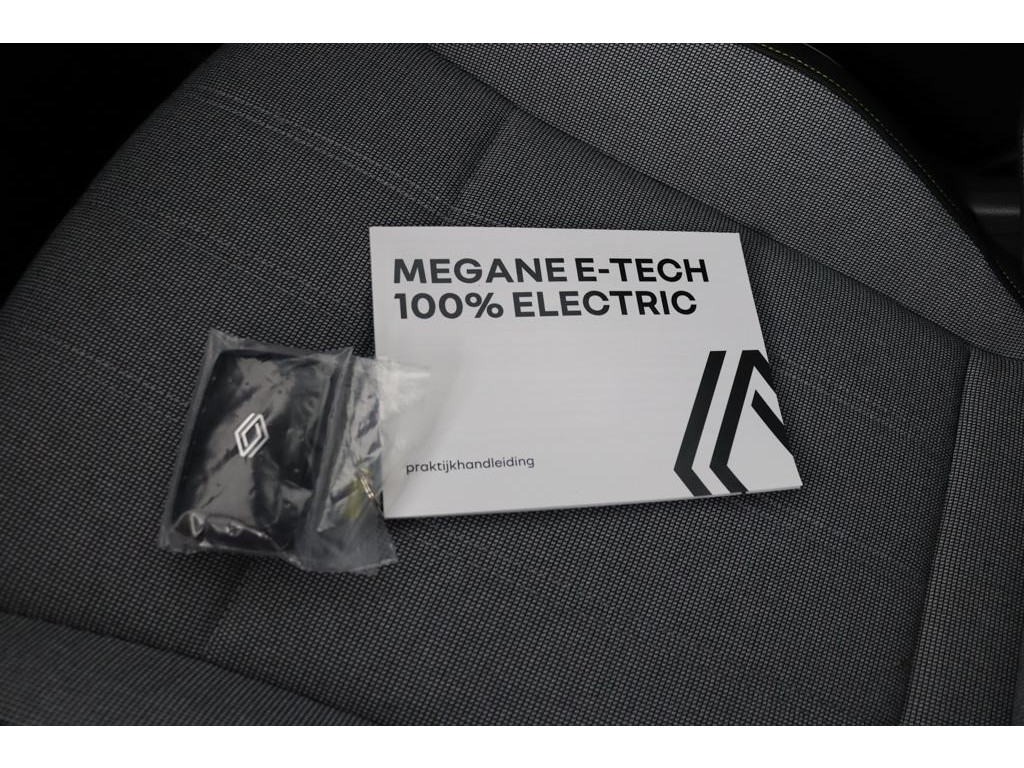 MEGANE E-TECH
100% ELECTRIC
praktijkhandleiding